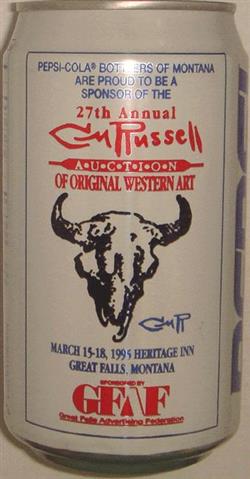 PEPSI-COLA® BOTTLERS OF MONTANA
ARE PROUD TO BE A
SPONSOR OF THE
27th Annual
CM Russell
A·U·C·T·I·O·N
OF ORIGINAL WESTERN ART
CMR
MARCH 15-18, 1995 HERITAGE INN
GREAT FALLS, MONTANA
SPONSORED BY
GFAF
Great Falls Advertising Federation